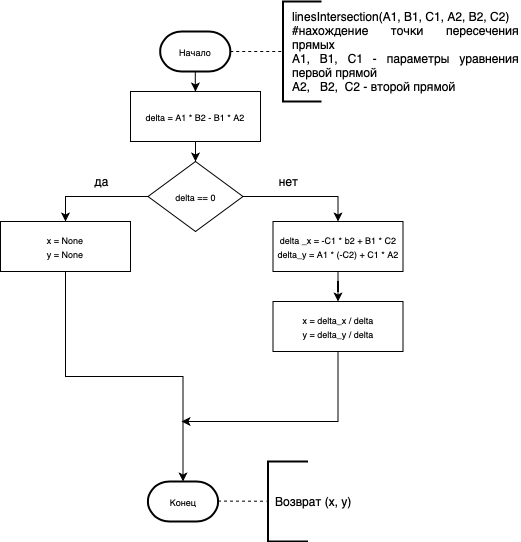 linesIntersection(A1, B1, C1, A2, B2, C2)
#нахождение точки пересечения
прямых
A1, B1, C1 - параметры уравнения
первой прямой
A2, B2, C2 - второй прямой
Начало
delta = A1 * B2 - B1 * A2
delta == 0
да
нет
x = None
y = None
delta _x = -C1 * b2 + B1 * C2
delta_y = A1 * (-C2) + C1 * A2
x = delta_x / delta
y = delta_y / delta
Конец
Возврат (x, y)